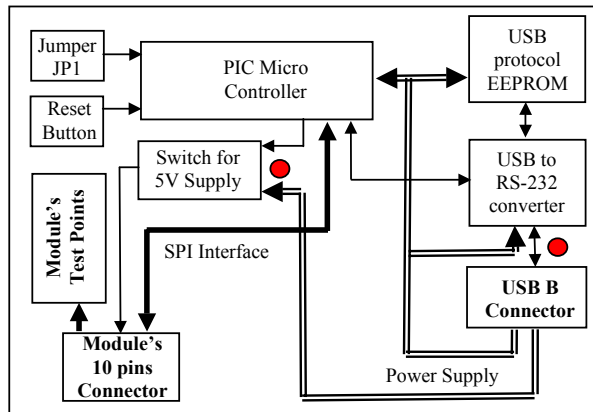 Jumper
JP1
PIC Micro
Controller
USB
protocol
EEPROM
Reset
Button
Switch for
5V Supply
USB to
RS-232
converter
Module's
Test Points
SPI Interface
USB B
Connector
Module's
10 pins
Connector
Power Supply